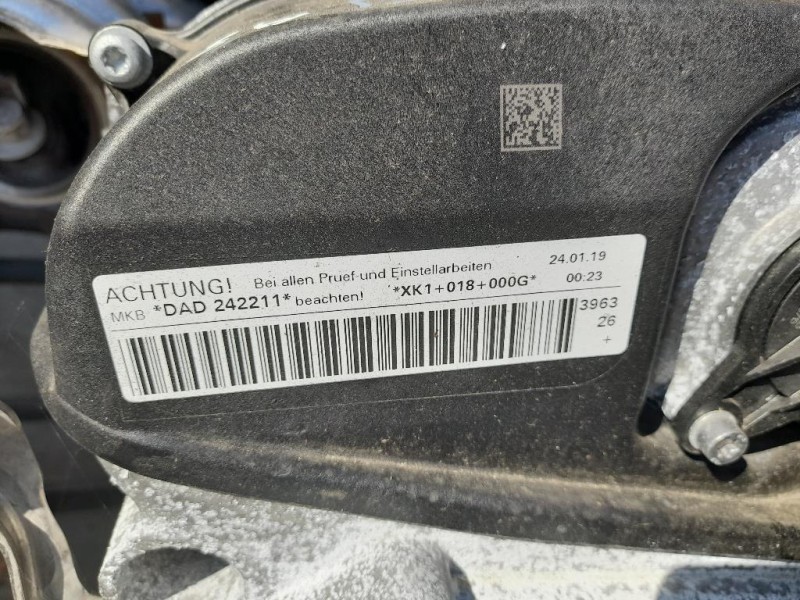 ACHTUNG! Bei allen Pruef-und Einstellarbeiten 24.01.19
MKB *DAD 242211* beachten! *XK1+018+000G* 00:23
3963
26
+